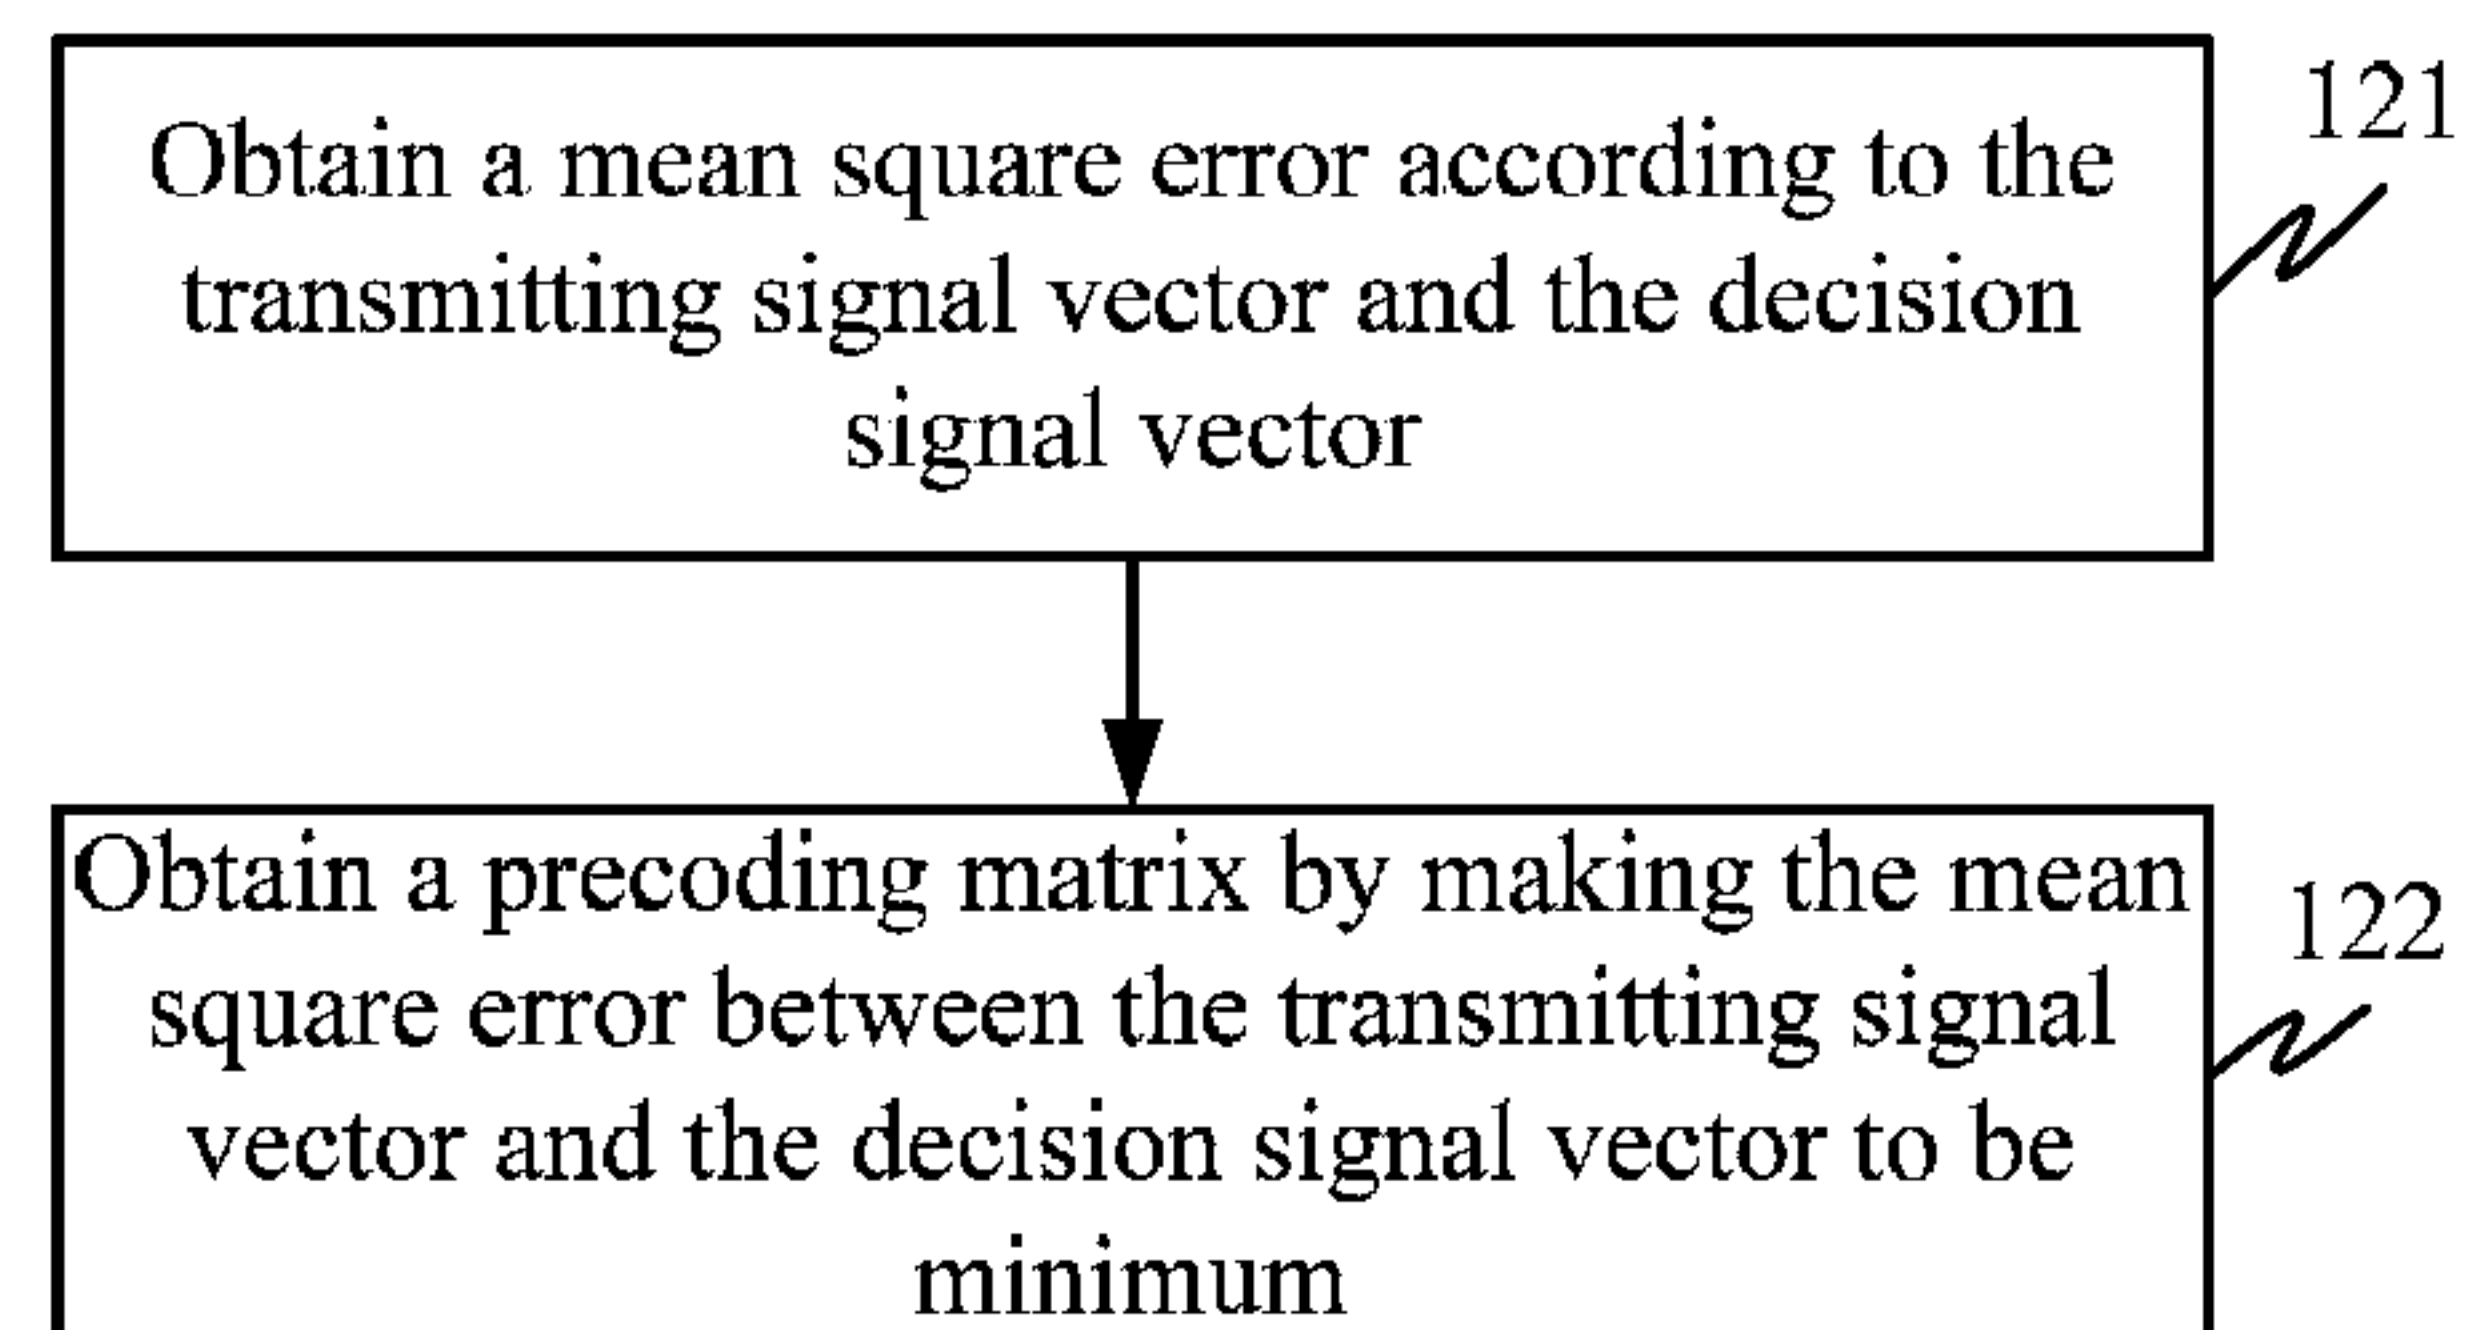 Obtain a mean square error according to the
transmitting signal vector and the decision
signal vector
121
Obtain a precoding matrix by making the mean
square error between the transmitting signal
vector and the decision signal vector to be
minimum
122